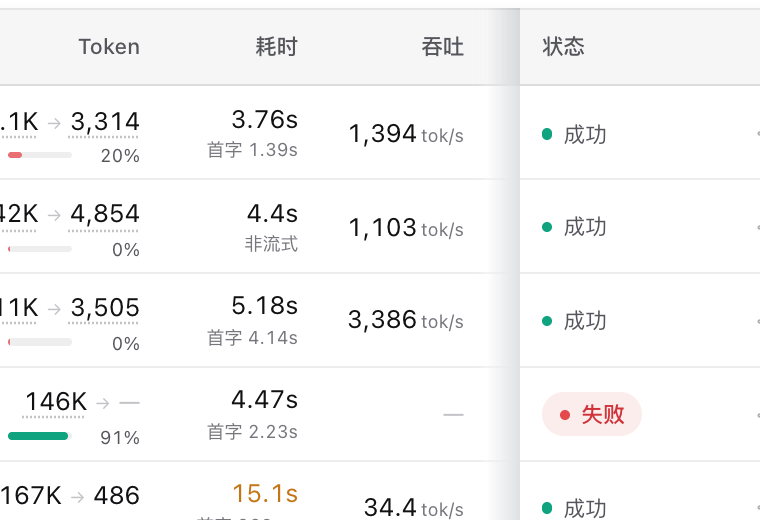 Token 耗时 吞吐 状态
.1K → 3,314 3.76s 1,394 tok/s 成功
20% 首字 1.39s
42K → 4,854 4.4s 1,103 tok/s 成功
0% 非流式
11K → 3,505 5.18s 3,386 tok/s 成功
0% 首字 4.14s
146K → — 4.47s — 失败
91% 首字 2.23s
167K → 486 15.1s 34.4 tok/s 成功
首字